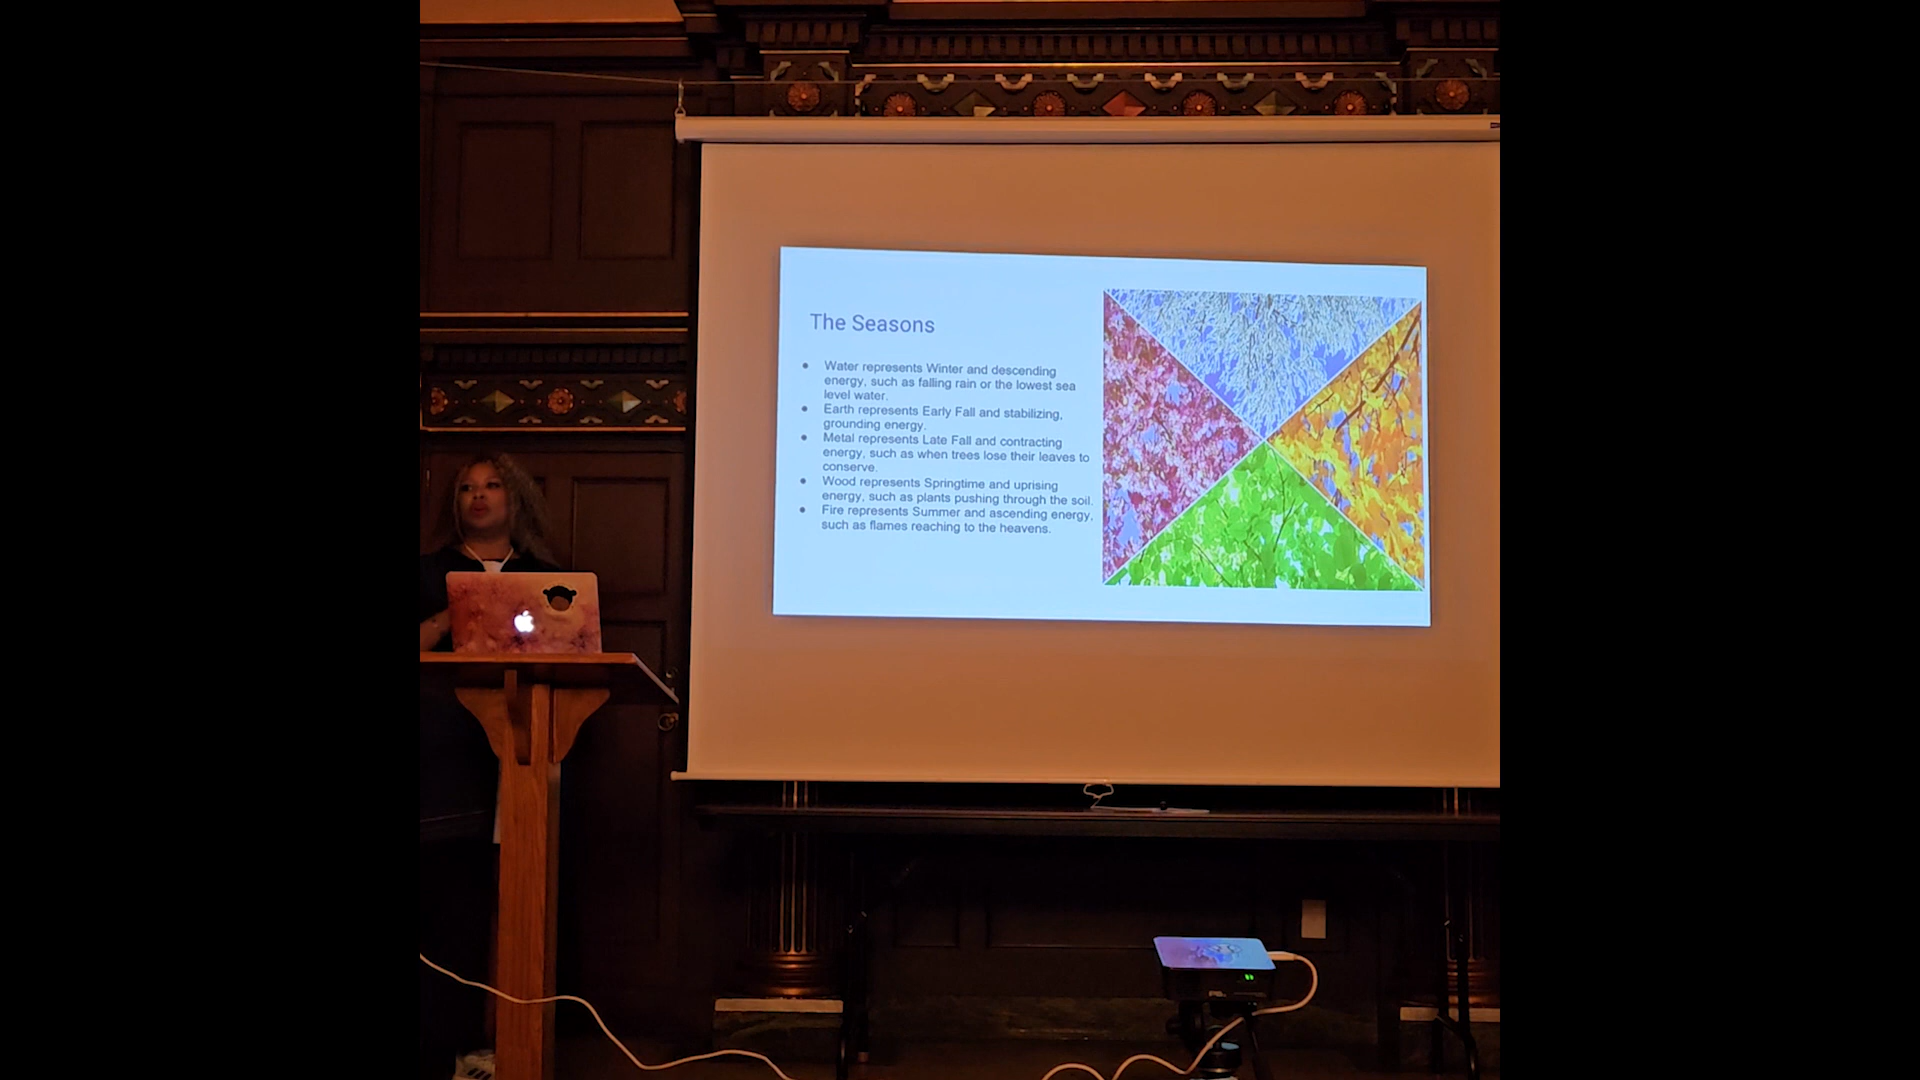 The Seasons
● Water represents Winter and descending
energy, such as falling rain or the lowest sea
level water.
● Earth represents Early Fall and stabilizing,
grounding energy.
● Metal represents Late Fall and contracting
energy, such as when trees lose their leaves to
conserve.
● Wood represents Springtime and uprising
energy, such as plants pushing through the soil.
● Fire represents Summer and ascending energy,
such as flames reaching to the heavens.